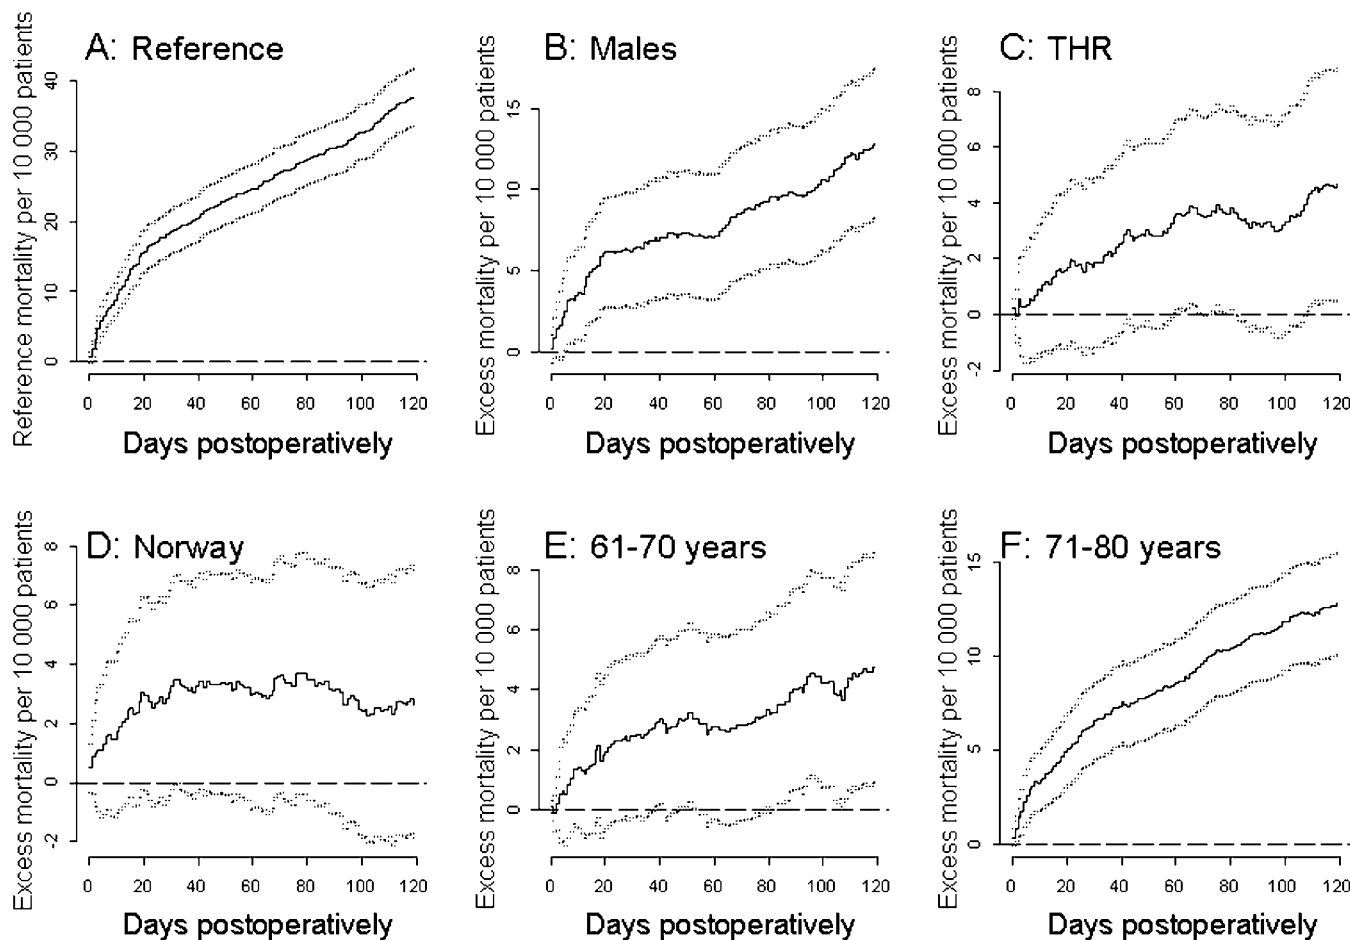 A: Reference
Reference mortality per 10 000 patients
40
30
20
10
0
0 20 40 60 80 100 120
Days postoperatively
B: Males
Excess mortality per 10 000 patients
15
10
5
0
0 20 40 60 80 100 120
Days postoperatively
C: THR
Excess mortality per 10 000 patients
8
6
4
2
0
-2
0 20 40 60 80 100 120
Days postoperatively
D: Norway
Excess mortality per 10 000 patients
8
6
4
2
0
-2
0 20 40 60 80 100 120
Days postoperatively
E: 61-70 years
Excess mortality per 10 000 patients
8
6
4
2
0
0 20 40 60 80 100 120
Days postoperatively
F: 71-80 years
Excess mortality per 10 000 patients
15
10
5
0
0 20 40 60 80 100 120
Days postoperatively